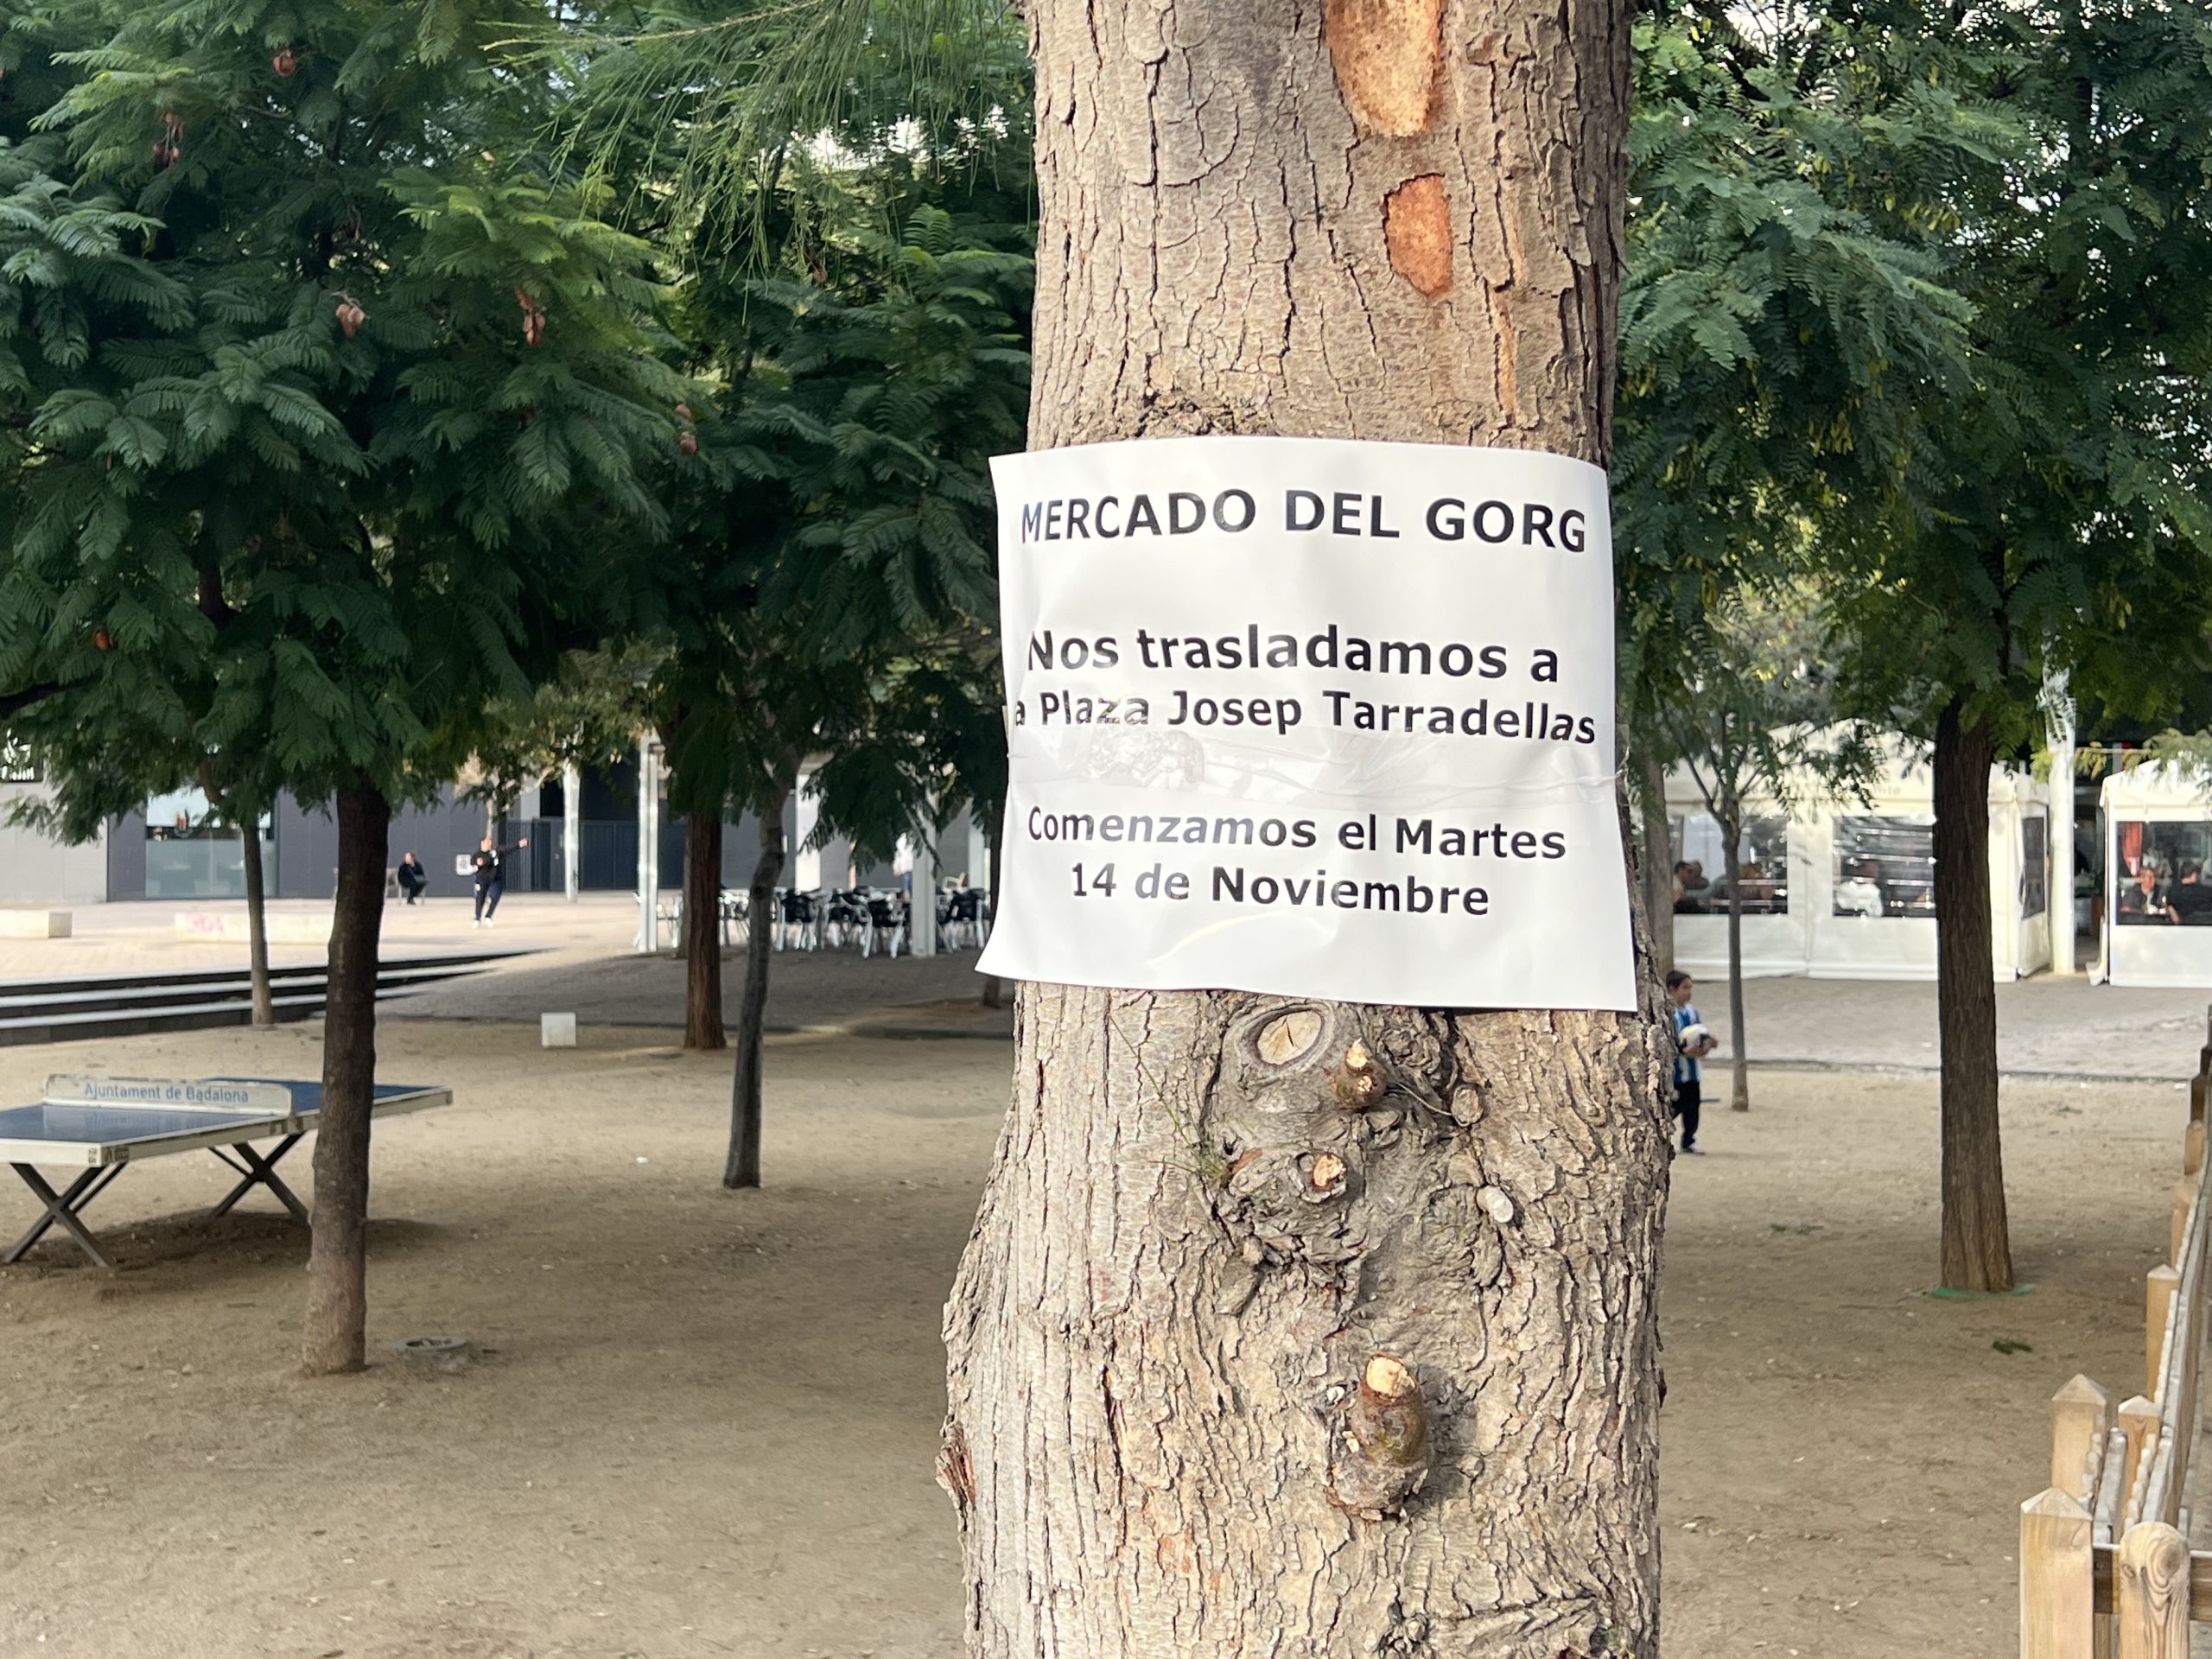 MERCADO DEL GORG
Nos trasladamos a
a Plaza Josep Tarradellas
Comenzamos el Martes
14 de Noviembre
Ajuntament de Badalona